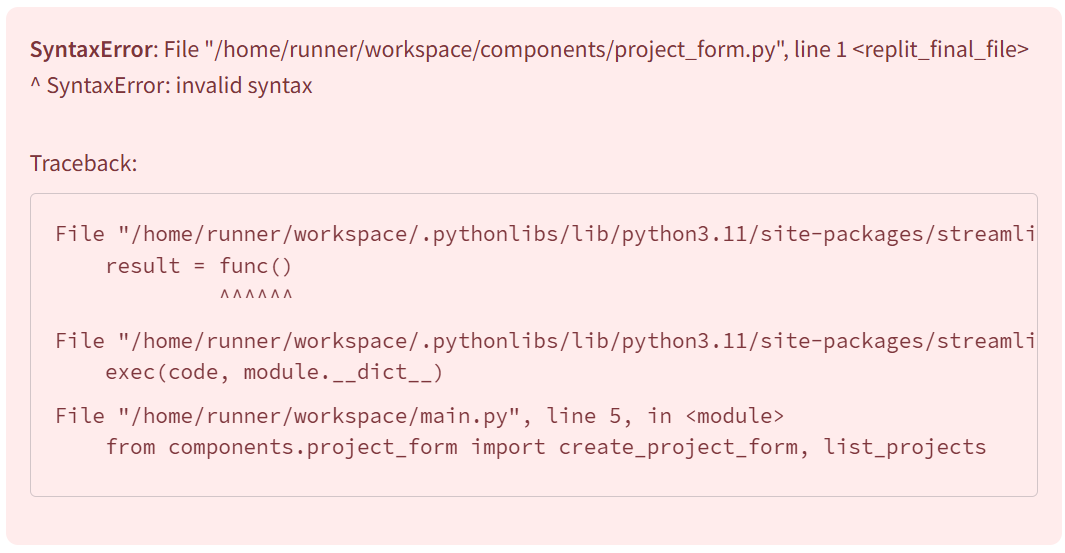 SyntaxError: File "/home/runner/workspace/components/project_form.py", line 1 <replit_final_file>
^ SyntaxError: invalid syntax
Traceback:
File "/home/runner/workspace/.pythonlibs/lib/python3.11/site-packages/streamli
result = func()
^^^^^^
File "/home/runner/workspace/.pythonlibs/lib/python3.11/site-packages/streamli
exec(code, module.__dict__)
File "/home/runner/workspace/main.py", line 5, in <module>
from components.project_form import create_project_form, list_projects